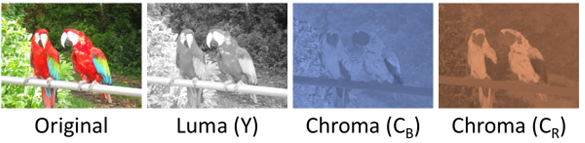 Original
Luma (Y)
Chroma (CB)
Chroma (CR)